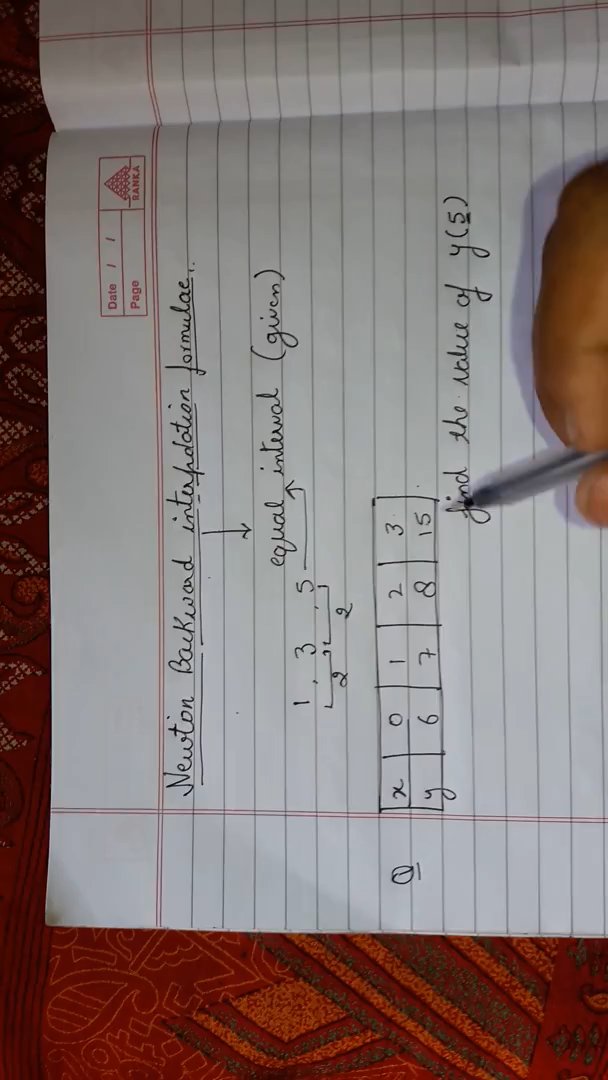 Date / /
Page
RANKA
Newton Backward interpolation formulae.
equal interval (given)
1, 3, 5
2 2
Q
x 0 1 2 3
y 6 7 8 15
find the value of y(5)